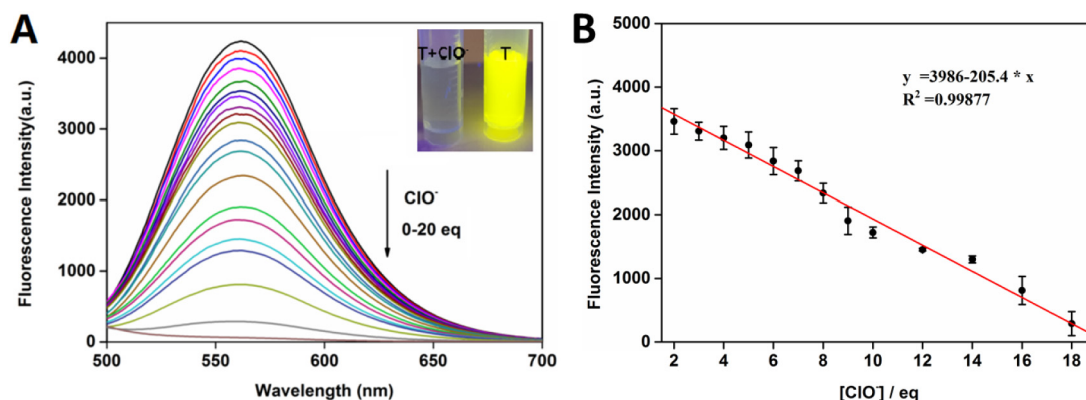 A
4000
3000
2000
1000
0
Fluorescence Intensity(a.u.)
500
550
600
650
700
Wavelength (nm)
T+ClO⁻
T
ClO⁻
0-20 eq
B
5000
4000
3000
2000
1000
0
Fluorescence Intensity (a.u.)
2 4 6 8 10 12 14 16 18
[ClO⁻] / eq
y =3986-205.4 * x
R² =0.99877